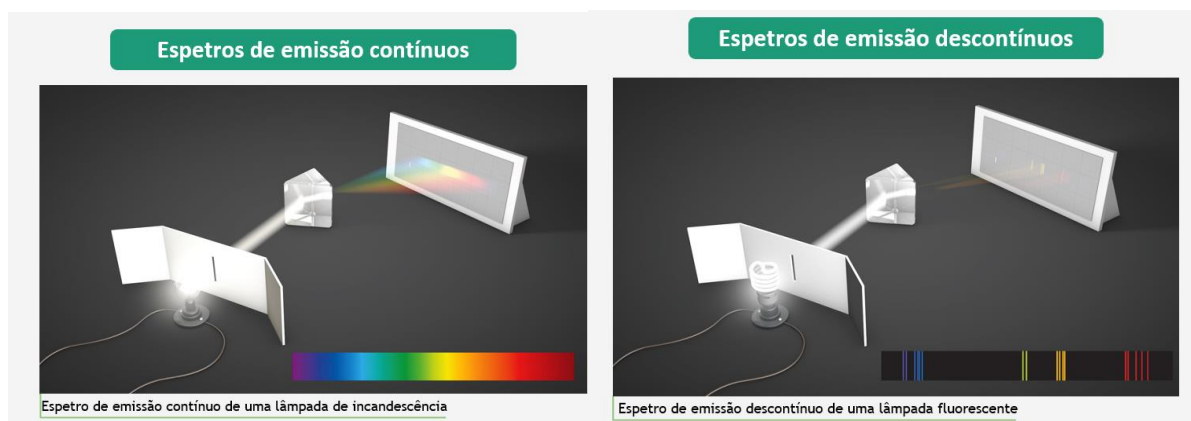 Espetros de emissão contínuos
Espetro de emissão contínuo de uma lâmpada de incandescência
Espetros de emissão descontínuos
Espetro de emissão descontínuo de uma lâmpada fluorescente